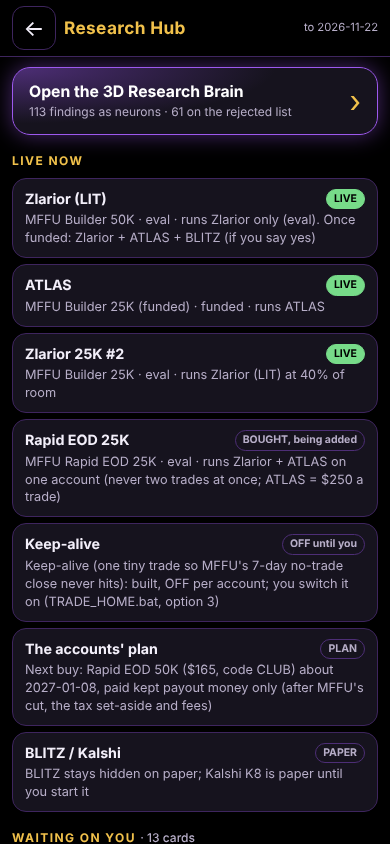 Research Hub
to 2026-11-22
Open the 3D Research Brain
113 findings as neurons · 61 on the rejected list
LIVE NOW
Zlarior (LIT)
LIVE
MFFU Builder 50K · eval · runs Zlarior only (eval). Once
funded: Zlarior + ATLAS + BLITZ (if you say yes)
ATLAS
LIVE
MFFU Builder 25K (funded) · funded · runs ATLAS
Zlarior 25K #2
LIVE
MFFU Builder 25K · eval · runs Zlarior (LIT) at 40% of
room
Rapid EOD 25K
BOUGHT, being added
MFFU Rapid EOD 25K · eval · runs Zlarior + ATLAS on
one account (never two trades at once; ATLAS = $250 a
trade)
Keep-alive
OFF until you
Keep-alive (one tiny trade so MFFU's 7-day no-trade
close never hits): built, OFF per account; you switch it
on (TRADE_HOME.bat, option 3)
The accounts' plan
PLAN
Next buy: Rapid EOD 50K ($165, code CLUB) about
2027-01-08, paid kept payout money only (after MFFU's
cut, the tax set-aside and fees)
BLITZ / Kalshi
PAPER
BLITZ stays hidden on paper; Kalshi K8 is paper until
you start it
WAITING ON YOU · 13 cards